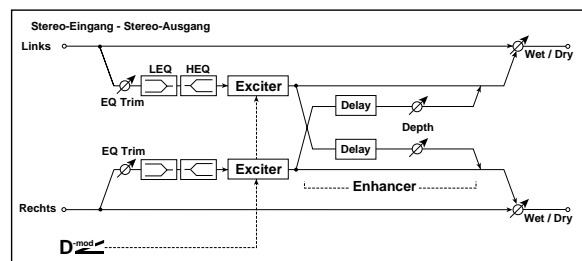 Stereo-Eingang - Stereo-Ausgang
Links
Wet / Dry
LEQ HEQ
EQ Trim
Exciter
Delay
Depth
EQ Trim
Delay
Exciter
Enhancer
Rechts
Wet / Dry
D-mod